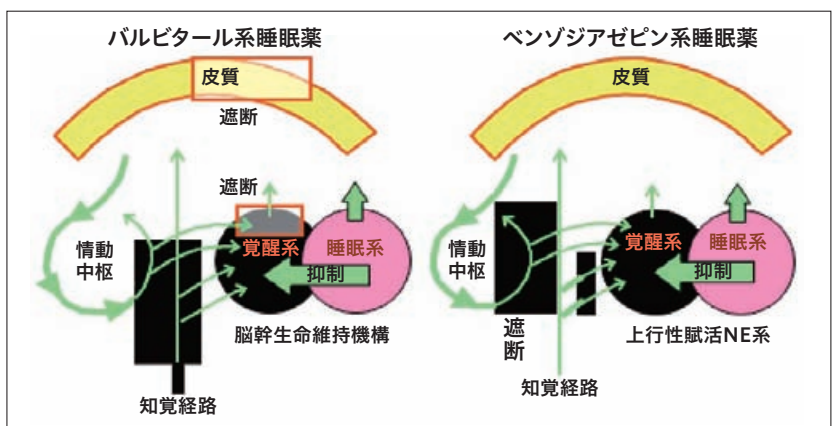 バルビタール系睡眠薬
皮質
遮断
遮断
覚醒系
睡眠系
抑制
情動
中枢
脳幹生命維持機構
知覚経路
ベンゾジアゼピン系睡眠薬
皮質
覚醒系
睡眠系
抑制
情動
中枢
遮断
上行性賦活NE系
知覚経路